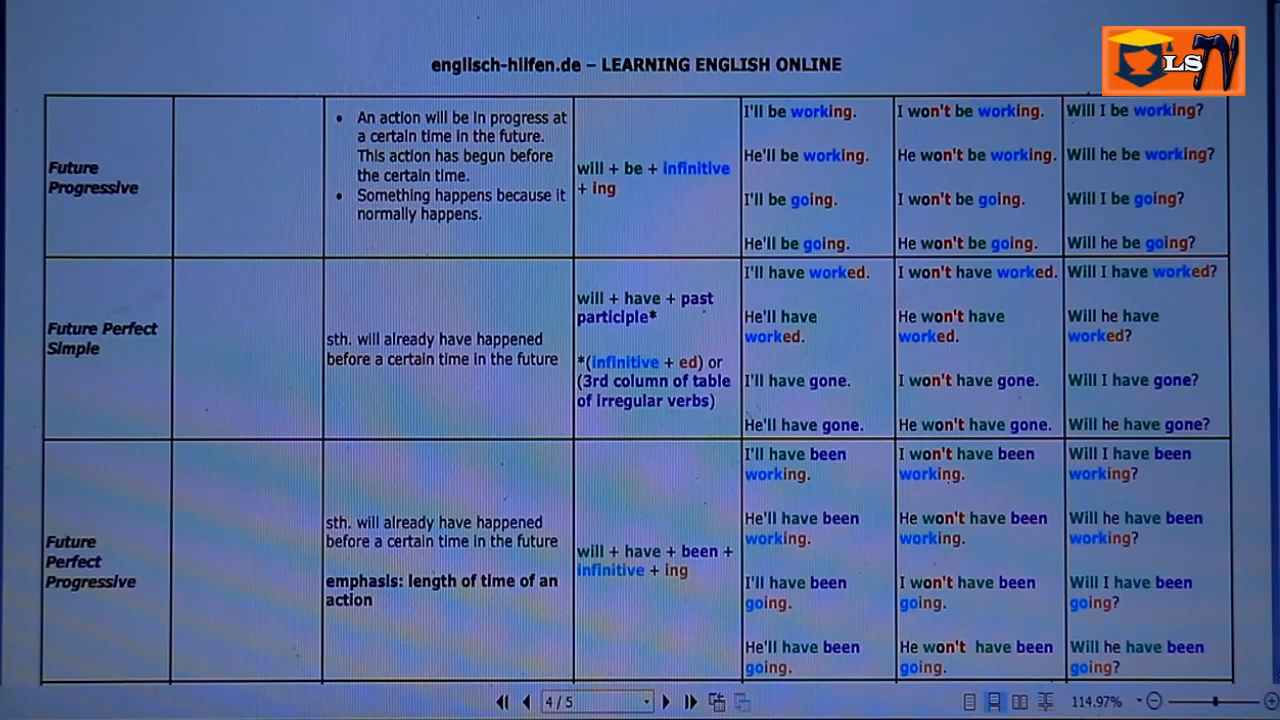 englisch-hilfen.de – LEARNING ENGLISH ONLINE
LS TV
Future
Progressive
• An action will be in progress at
a certain time in the future.
This action has begun before
the certain time.
• Something happens because it
normally happens.
will + be + infinitive
+ ing
I'll be working.
He'll be working.
I'll be going.
He'll be going.
I won't be working.
He won't be working.
I won't be going.
He won't be going.
Will I be working?
Will he be working?
Will I be going?
Will he be going?
Future Perfect
Simple
sth. will already have happened
before a certain time in the future
will + have + past
participle*
*(infinitive + ed) or
(3rd column of table
of irregular verbs)
I'll have worked.
He'll have
worked.
I'll have gone.
He'll have gone.
I won't have worked.
He won't have
worked.
I won't have gone.
He won't have gone.
Will I have worked?
Will he have
worked?
Will I have gone?
Will he have gone?
Future
Perfect
Progressive
sth. will already have happened
before a certain time in the future
emphasis: length of time of an
action
will + have + been +
infinitive + ing
I'll have been
working.
He'll have been
working.
I'll have been
going.
He'll have been
going.
I won't have been
working.
He won't have been
working.
I won't have been
going.
He won't have been
going.
Will I have been
working?
Will he have been
working?
Will I have been
going?
Will he have been
going?
4 / 5
114.97%